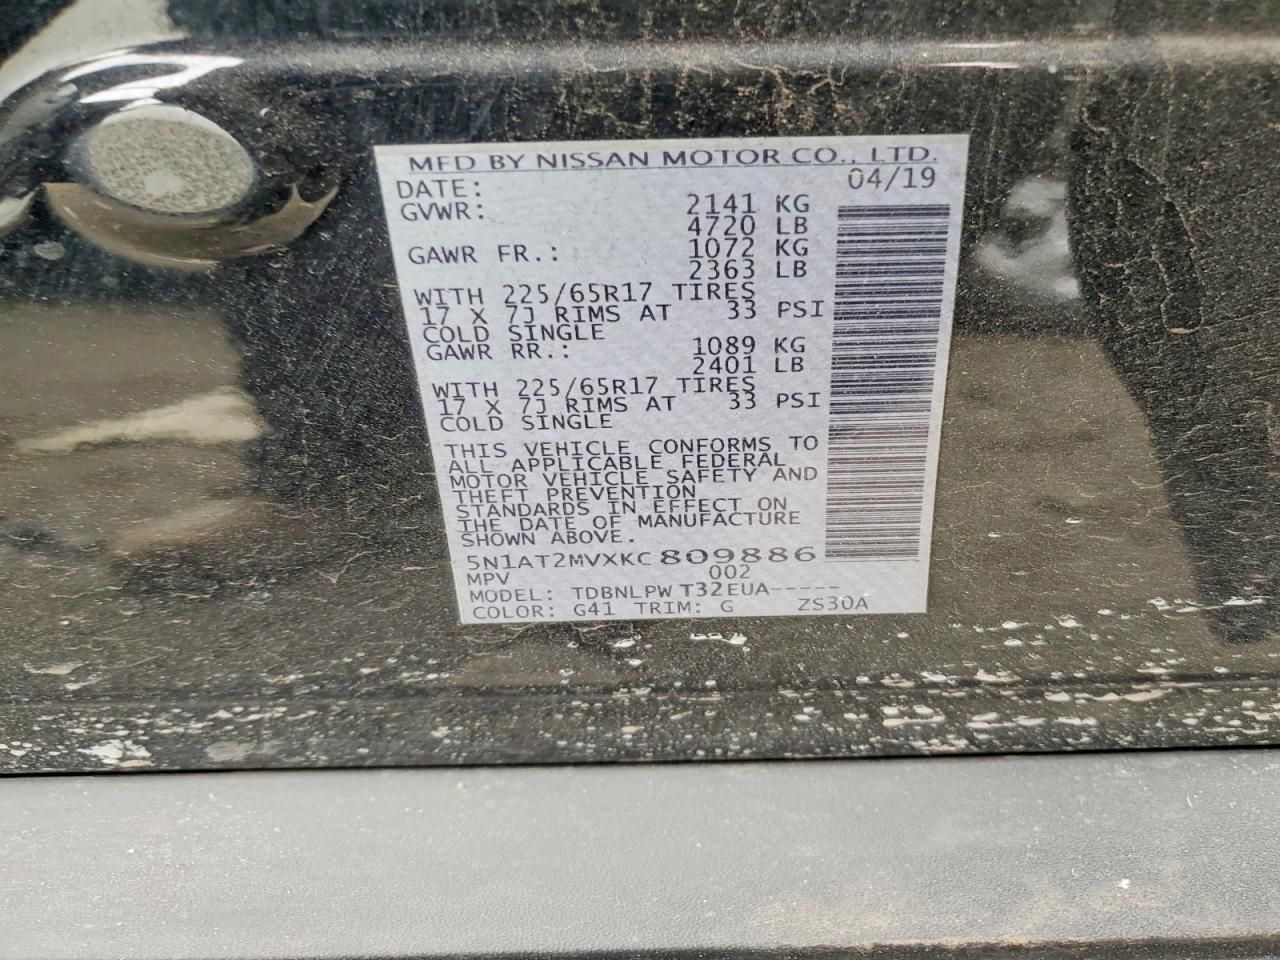 MFD BY NISSAN MOTOR CO., LTD.
DATE: 04/19
GVWR: 2141 KG
4720 LB
GAWR FR.: 1072 KG
2363 LB
WITH 225/65R17 TIRES
17 X 7J RIMS AT 33 PSI
COLD SINGLE
GAWR RR.: 1089 KG
2401 LB
WITH 225/65R17 TIRES
17 X 7J RIMS AT 33 PSI
COLD SINGLE
THIS VEHICLE CONFORMS TO
ALL APPLICABLE FEDERAL
MOTOR VEHICLE SAFETY AND
THEFT PREVENTION
STANDARDS IN EFFECT ON
THE DATE OF MANUFACTURE
SHOWN ABOVE.
5N1AT2MVXKC809886
MPV 002
MODEL: TDBNLPW T32EUA-----
COLOR: G41 TRIM: G ZS30A